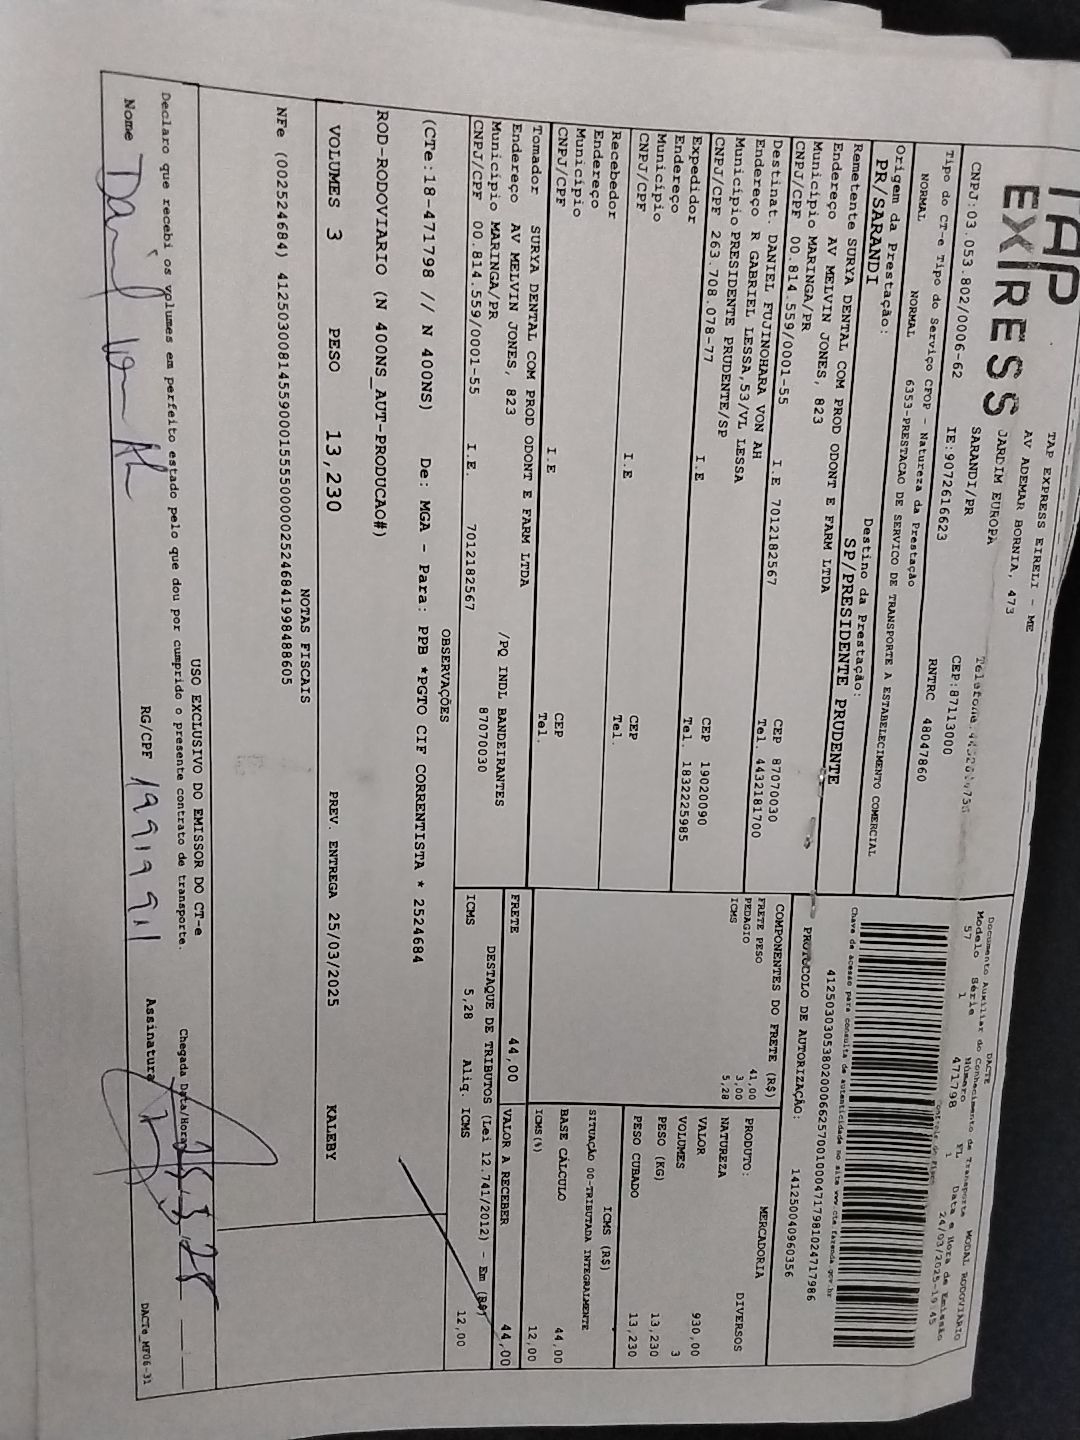 TAP
EXPRESS
TAP EXPRESS EIRELI - ME
AV ADEMAR BORNIA, 473
JARDIM EUROPA
SARANDI/PR
CEP:87113000
CNPJ:03.053.802/0006-62
IE:9072616623
RNTRC 48047860
DACTE
MODAL RODOVIÁRIO
Documento Auxiliar do Conhecimento de Transporte
Modelo Série Número FL Data e Hora de Emissão
57 1 471798 1 24/03/2025-19:45
Controle do Fisco
Tipo do CT-e Tipo do Serviço CFOP - Natureza da Prestação
NORMAL NORMAL 6353-PRESTACAO DE SERVICO DE TRANSPORTE A ESTABELECIMENTO COMERCIAL
Chave de acesso para consulta de autenticidade no site www.cte.fazenda.gov.br
Origem da Prestação:
PR/SARANDI
Destino da Prestação:
SP/PRESIDENTE PRUDENTE
PROTOCOLO DE AUTORIZAÇÃO: 141250040960356
Remetente SURYA DENTAL COM PROD ODONT E FARM LTDA
Endereço AV MELVIN JONES, 823
Município MARINGA/PR CEP 87070030
CNPJ/CPF 00.814.559/0001-55 I.E 7012182567 Tel. 4432181700
Destinat. DANIEL FUJINOHARA VON AH
Endereço R GABRIEL LESSA,53/VL LESSA
Município PRESIDENTE PRUDENTE/SP CEP 19020090
CNPJ/CPF 263.708.078-77 I.E Tel. 1832225985
Expedidor
Endereço
Município CEP
CNPJ/CPF I.E Tel.
Recebedor
Endereço
Município CEP
CNPJ/CPF I.E Tel.
Tomador SURYA DENTAL COM PROD ODONT E FARM LTDA
Endereço AV MELVIN JONES, 823 /PQ INDL BANDEIRANTES
Município MARINGA/PR 87070030
CNPJ/CPF 00.814.559/0001-55 I.E. 7012182567
COMPONENTES DO FRETE (R$)
FRETE PESO 41,00
PEDAGIO 3,00
ICMS 5,28
PRODUTO: MERCADORIA
NATUREZA DIVERSOS
VALOR 930,00
VOLUMES 3
PESO (KG) 13,230
PESO CUBADO 13,230
ICMS (R$)
SITUAÇÃO 00-TRIBUTADA INTEGRALMENTE
BASE CÁLCULO 44,00
ICMS(%) 12,00
FRETE 44,00
VALOR A RECEBER 44,00
DESTAQUE DE TRIBUTOS (Lei 12.741/2012) - Em (R$)
ICMS 5,28 Aliq. ICMS 12,00
OBSERVAÇÕES
(CTe:18-471798 // N 400NS) De: MGA - Para: PPB *PGTO CIF CORRENTISTA * 2524684
ROD-RODOVIARIO (N 400NS_AUT-PRODUCAO#)
VOLUMES 3 PESO 13,230 PREV. ENTREGA 25/03/2025 KALEBY
NOTAS FISCAIS
USO EXCLUSIVO DO EMISSOR DO CT-e
Declaro que recebi os volumes em perfeito estado pelo que dou por cumprido o presente contrato de transporte.
Chegada Data/Hora
Nome Daniel Von Ah RG/CPF 19919911 Assinatura
DACTe_MF06-31